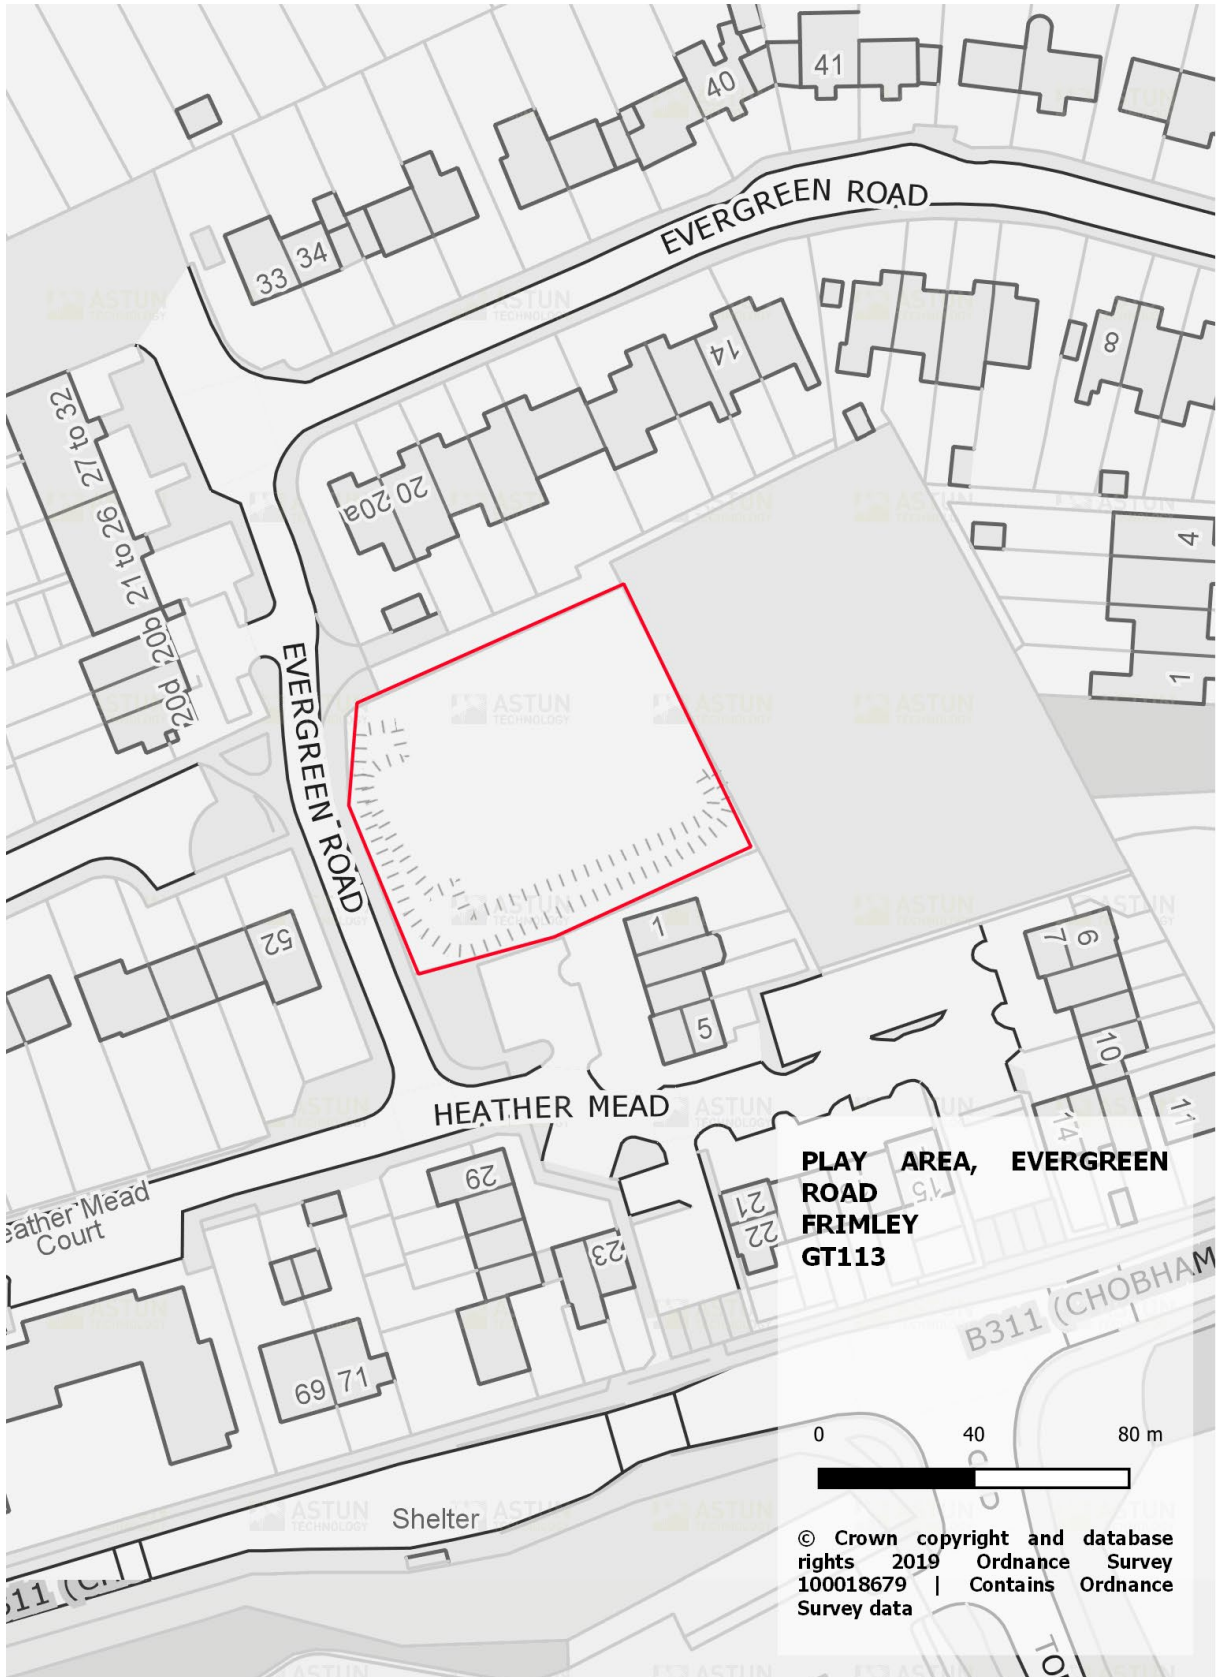 40
41
EVERGREEN ROAD
33
34
14
8
27 to 32
20a
20
21 to 26
4
20b
20d
1
EVERGREEN ROAD
52
1
5
7
6
10
14
11
HEATHER MEAD
PLAY AREA, EVERGREEN
ROAD
FRIMLEY
GT113
15
29
21
22
23
eather Mead
Court
B311 (CHOBHAM
69
71
0 40 80 m
Shelter
© Crown copyright and database
rights 2019 Ordnance Survey
100018679 | Contains Ordnance
Survey data
ASTUN
TECHNOLOGY